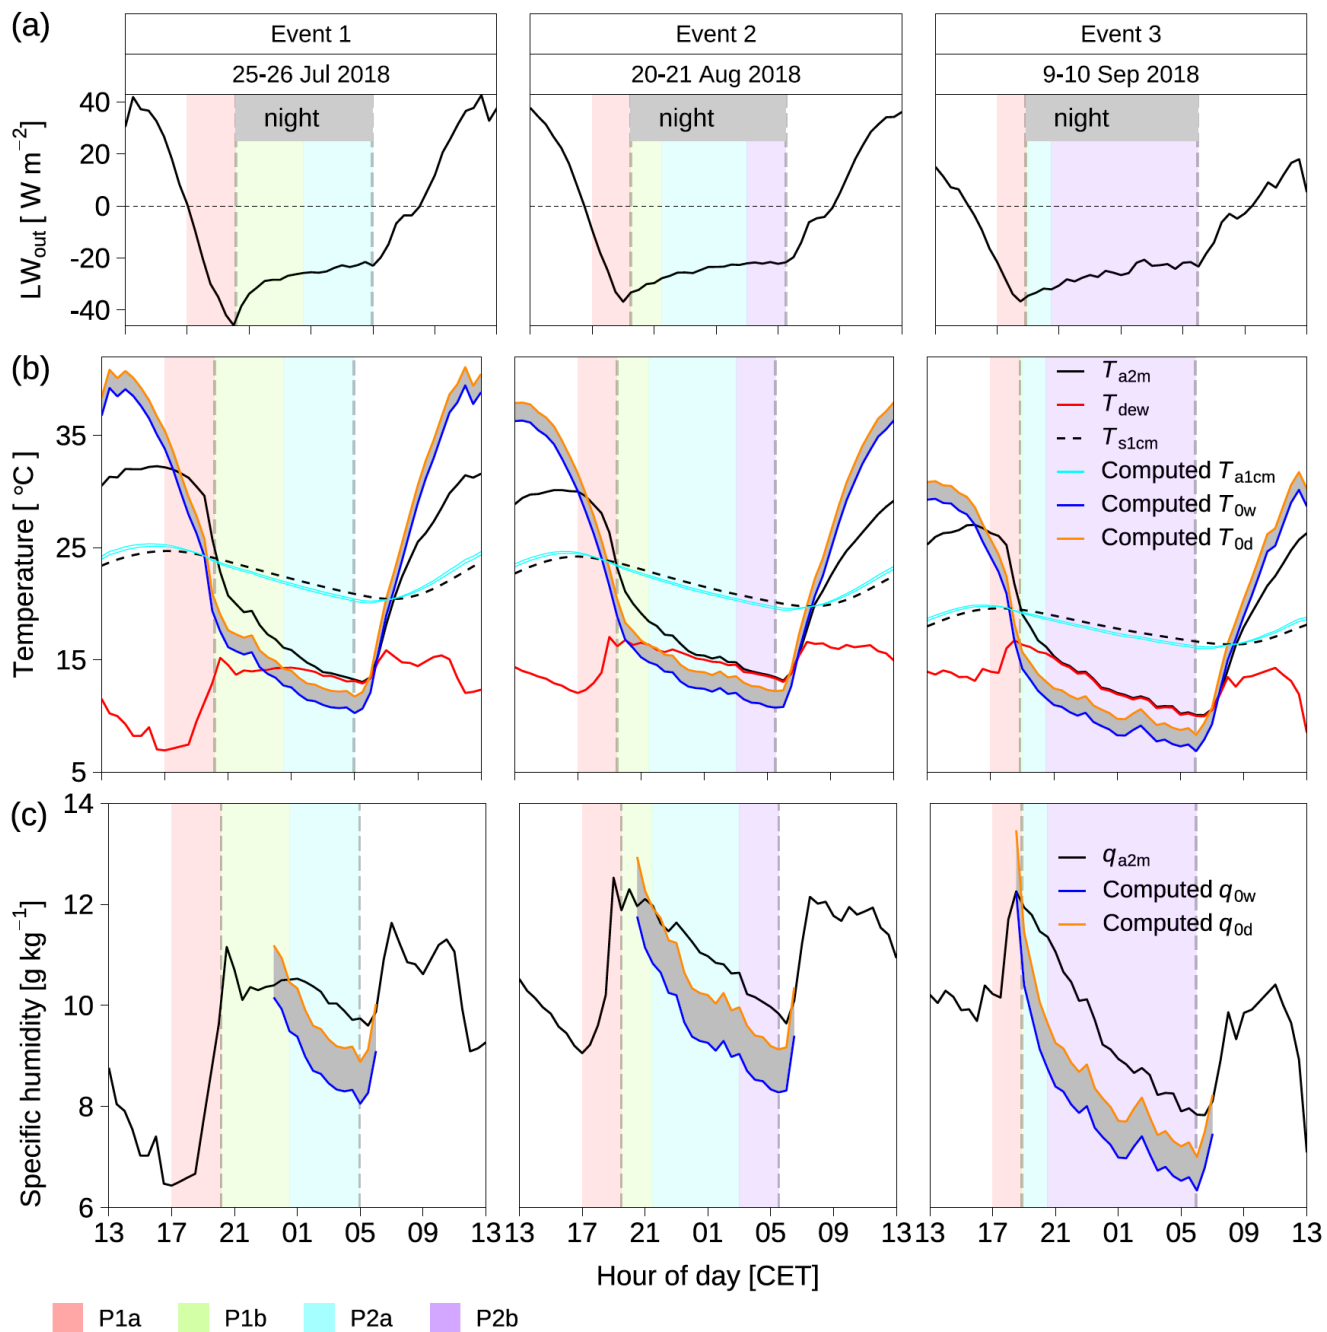 (a)
Event 1
Event 2
Event 3
25-26 Jul 2018
20-21 Aug 2018
9-10 Sep 2018
night
night
night
LWout [ W m−2]
40
20
0
-20
-40
(b)
Temperature [ °C]
35
25
15
5
Ta2m
Tdew
Ts1cm
Computed Ta1cm
Computed T0w
Computed T0d
(c)
Specific humidity [g kg−1]
14
12
10
8
6
qa2m
Computed q0w
Computed q0d
13 17 21 01 05 09 13
13 17 21 01 05 09 13
13 17 21 01 05 09 13
Hour of day [CET]
P1a P1b P2a P2b